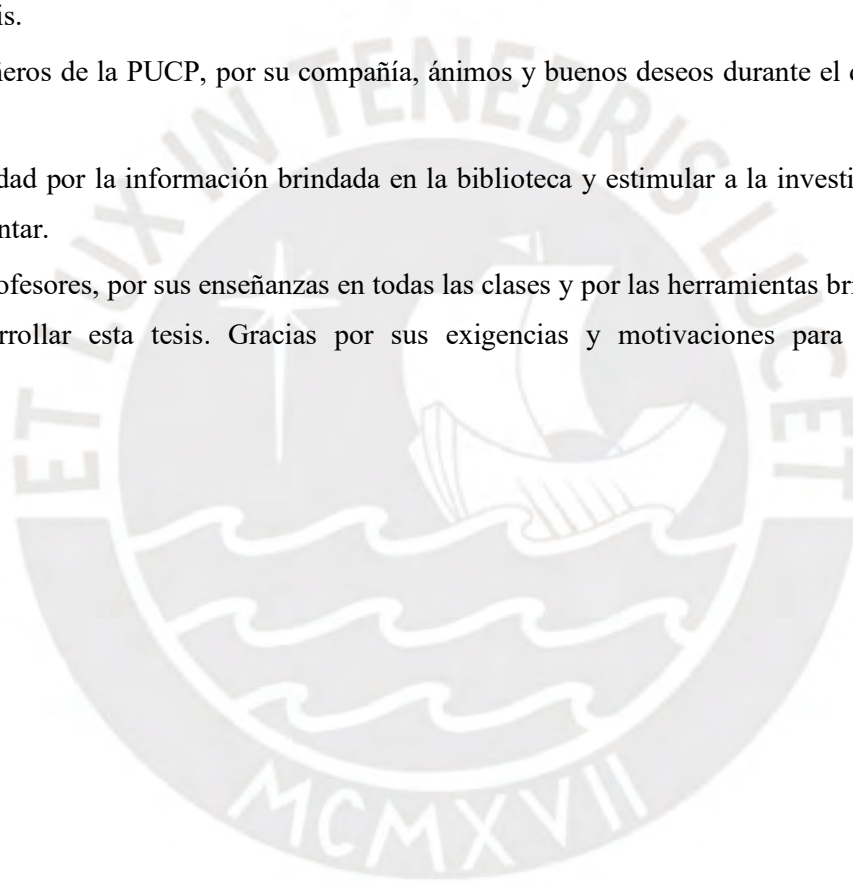 is.
eros de la PUCP, por su compañía, ánimos y buenos deseos durante el
dad por la información brindada en la biblioteca y estimular a la investi
ntar.
ofesores, por sus enseñanzas en todas las clases y por las herramientas bri
rrollar esta tesis. Gracias por sus exigencias y motivaciones para
ET LUX IN TENEBRIS LUCET
MCMXVII